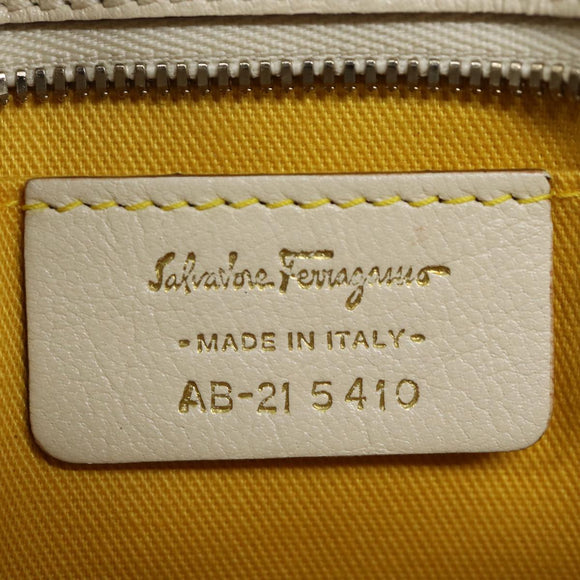 Salvatore Ferragamo
-MADE IN ITALY-
AB-21 5410